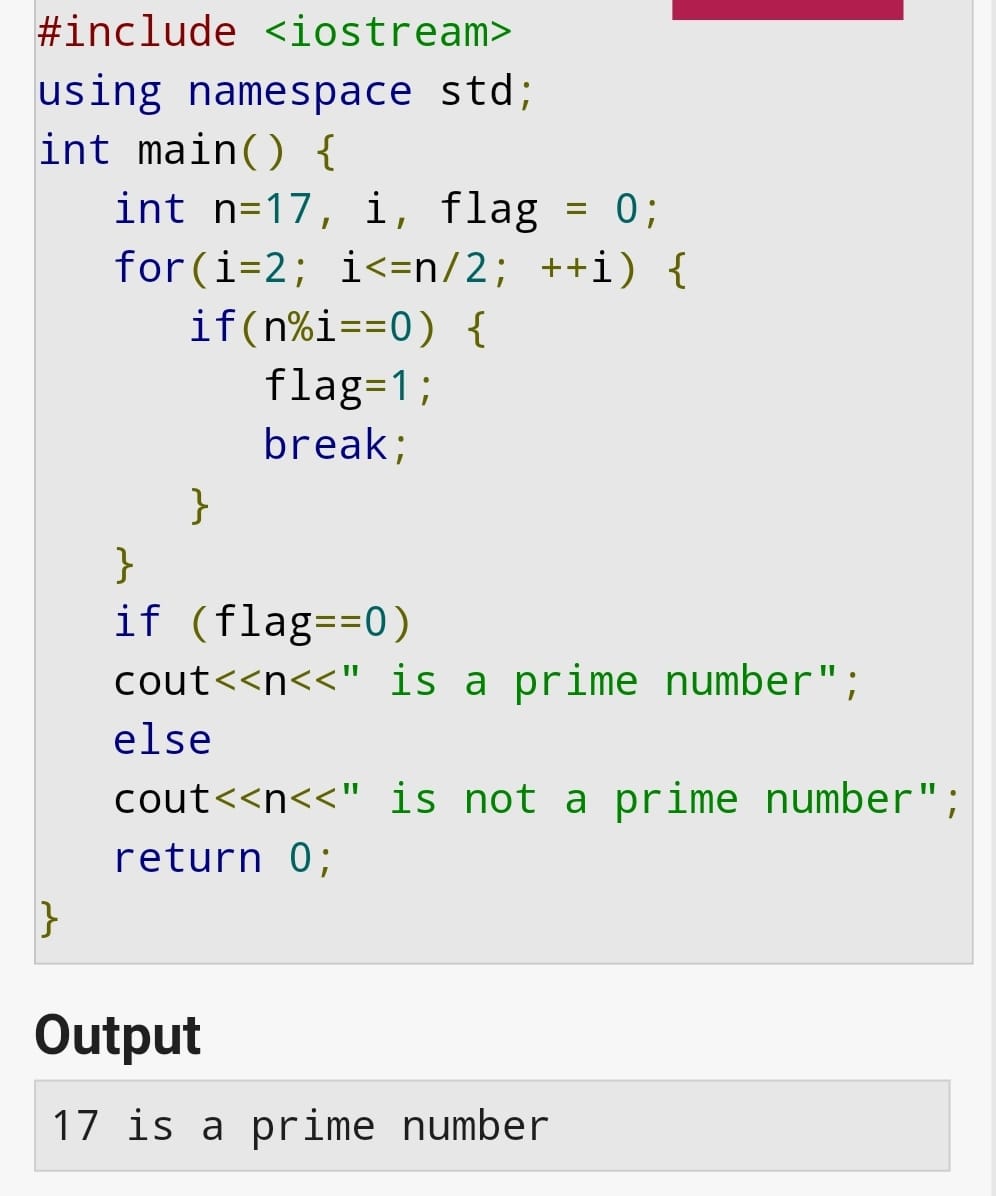 #include <iostream>
using namespace std;
int main() {
   int n=17, i, flag = 0;
   for(i=2; i<=n/2; ++i) {
      if(n%i==0) {
         flag=1;
         break;
      }
   }
   if (flag==0)
   cout<<n<<" is a prime number";
   else
   cout<<n<<" is not a prime number";
   return 0;
}
Output
17 is a prime number